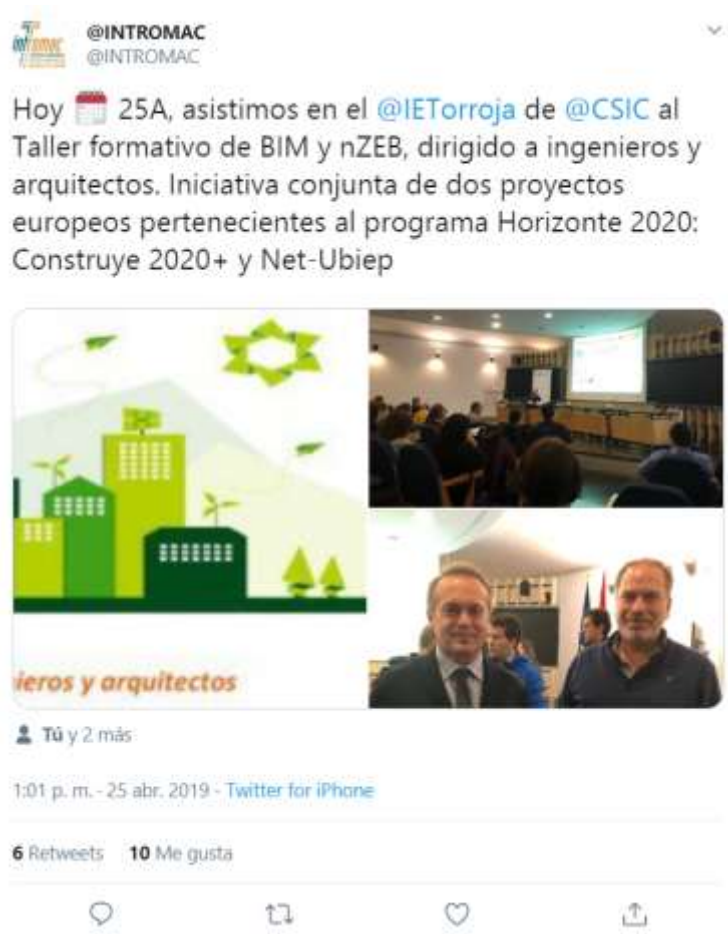 @INTROMAC
@INTROMAC
Hoy 25A, asistimos en el @IETorroja de @CSIC al
Taller formativo de BIM y nZEB, dirigido a ingenieros y
arquitectos. Iniciativa conjunta de dos proyectos
europeos pertenecientes al programa Horizonte 2020:
Construye 2020+ y Net-Ubiep
ieros y arquitectos
Tú y 2 más
1:01 p. m. - 25 abr. 2019 - Twitter for iPhone
6 Retweets 10 Me gusta